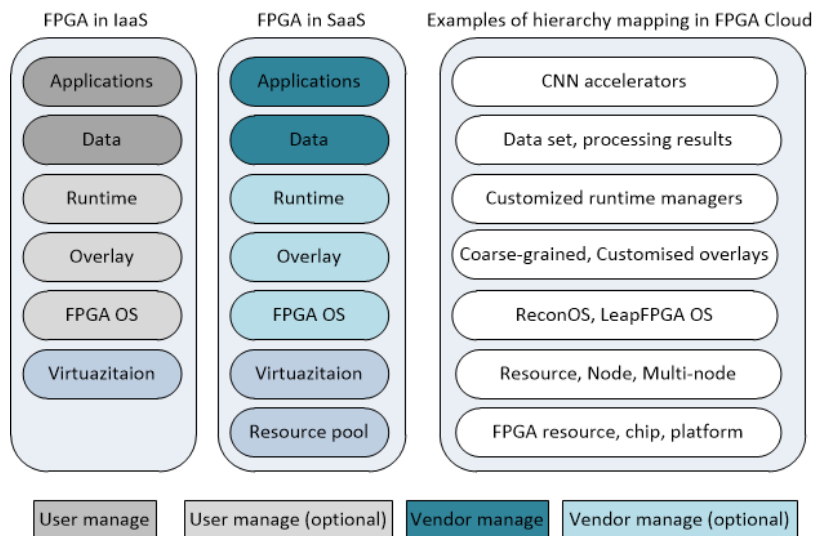 FPGA in IaaS
Applications
Data
Runtime
Overlay
FPGA OS
Virtuazitaion
FPGA in SaaS
Applications
Data
Runtime
Overlay
FPGA OS
Virtuazitaion
Resource pool
Examples of hierarchy mapping in FPGA Cloud
CNN accelerators
Data set, processing results
Customized runtime managers
Coarse-grained, Customised overlays
ReconOS, LeapFPGA OS
Resource, Node, Multi-node
FPGA resource, chip, platform
User manage
User manage (optional)
Vendor manage
Vendor manage (optional)